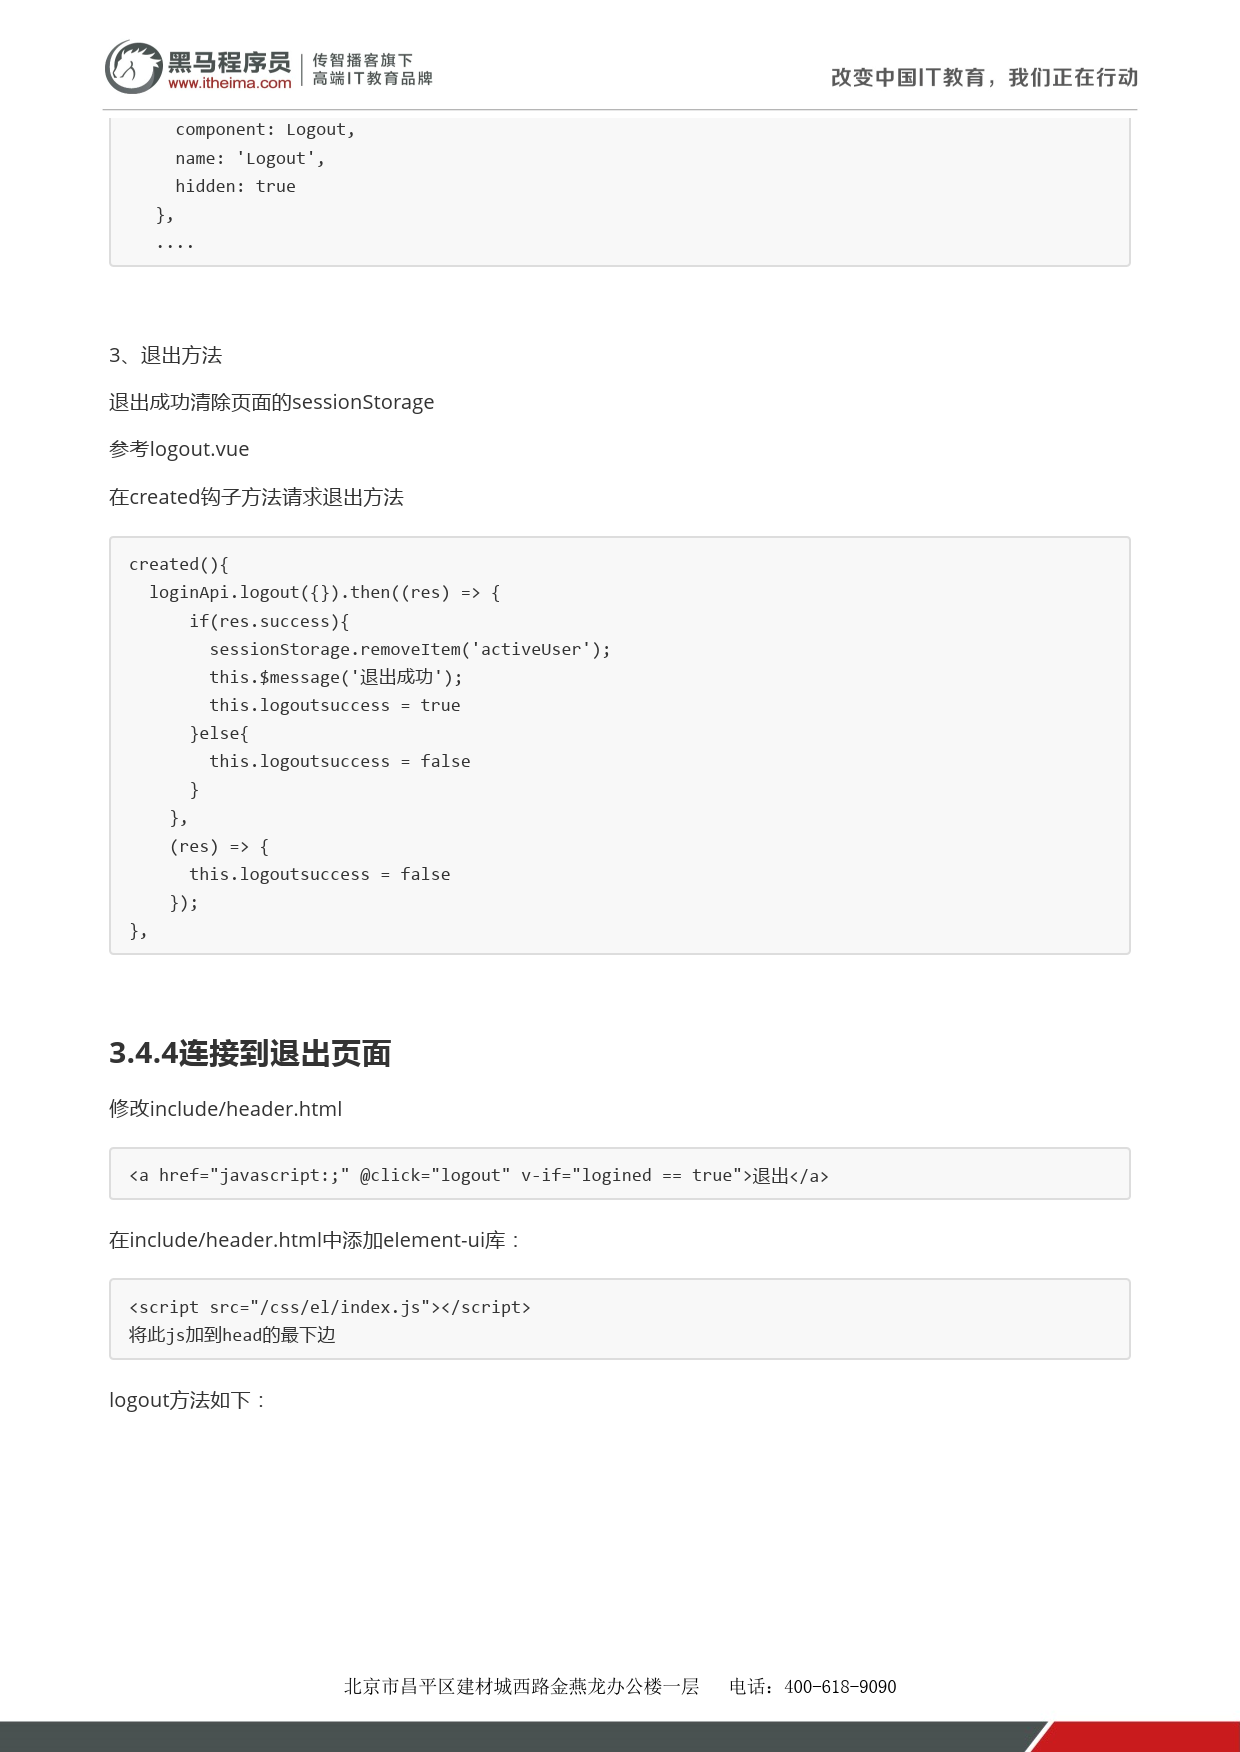 黑马程序员
www.itheima.com
传智播客旗下
高端IT教育品牌
改变中国IT教育，我们正在行动
component: Logout,
name: 'Logout',
hidden: true
},
....
3、退出方法
退出成功清除页面的sessionStorage
参考logout.vue
在created钩子方法请求退出方法
created(){
loginApi.logout({}).then((res) => {
if(res.success){
sessionStorage.removeItem('activeUser');
this.$message('退出成功');
this.logoutsuccess = true
}else{
this.logoutsuccess = false
}
},
(res) => {
this.logoutsuccess = false
});
},
3.4.4连接到退出页面
修改include/header.html
<a href="javascript:;" @click="logout" v-if="logined == true">退出</a>
在include/header.html中添加element-ui库：
<script src="/css/el/index.js"></script>
将此js加到head的最下边
logout方法如下：
北京市昌平区建材城西路金燕龙办公楼一层 电话：400-618-9090